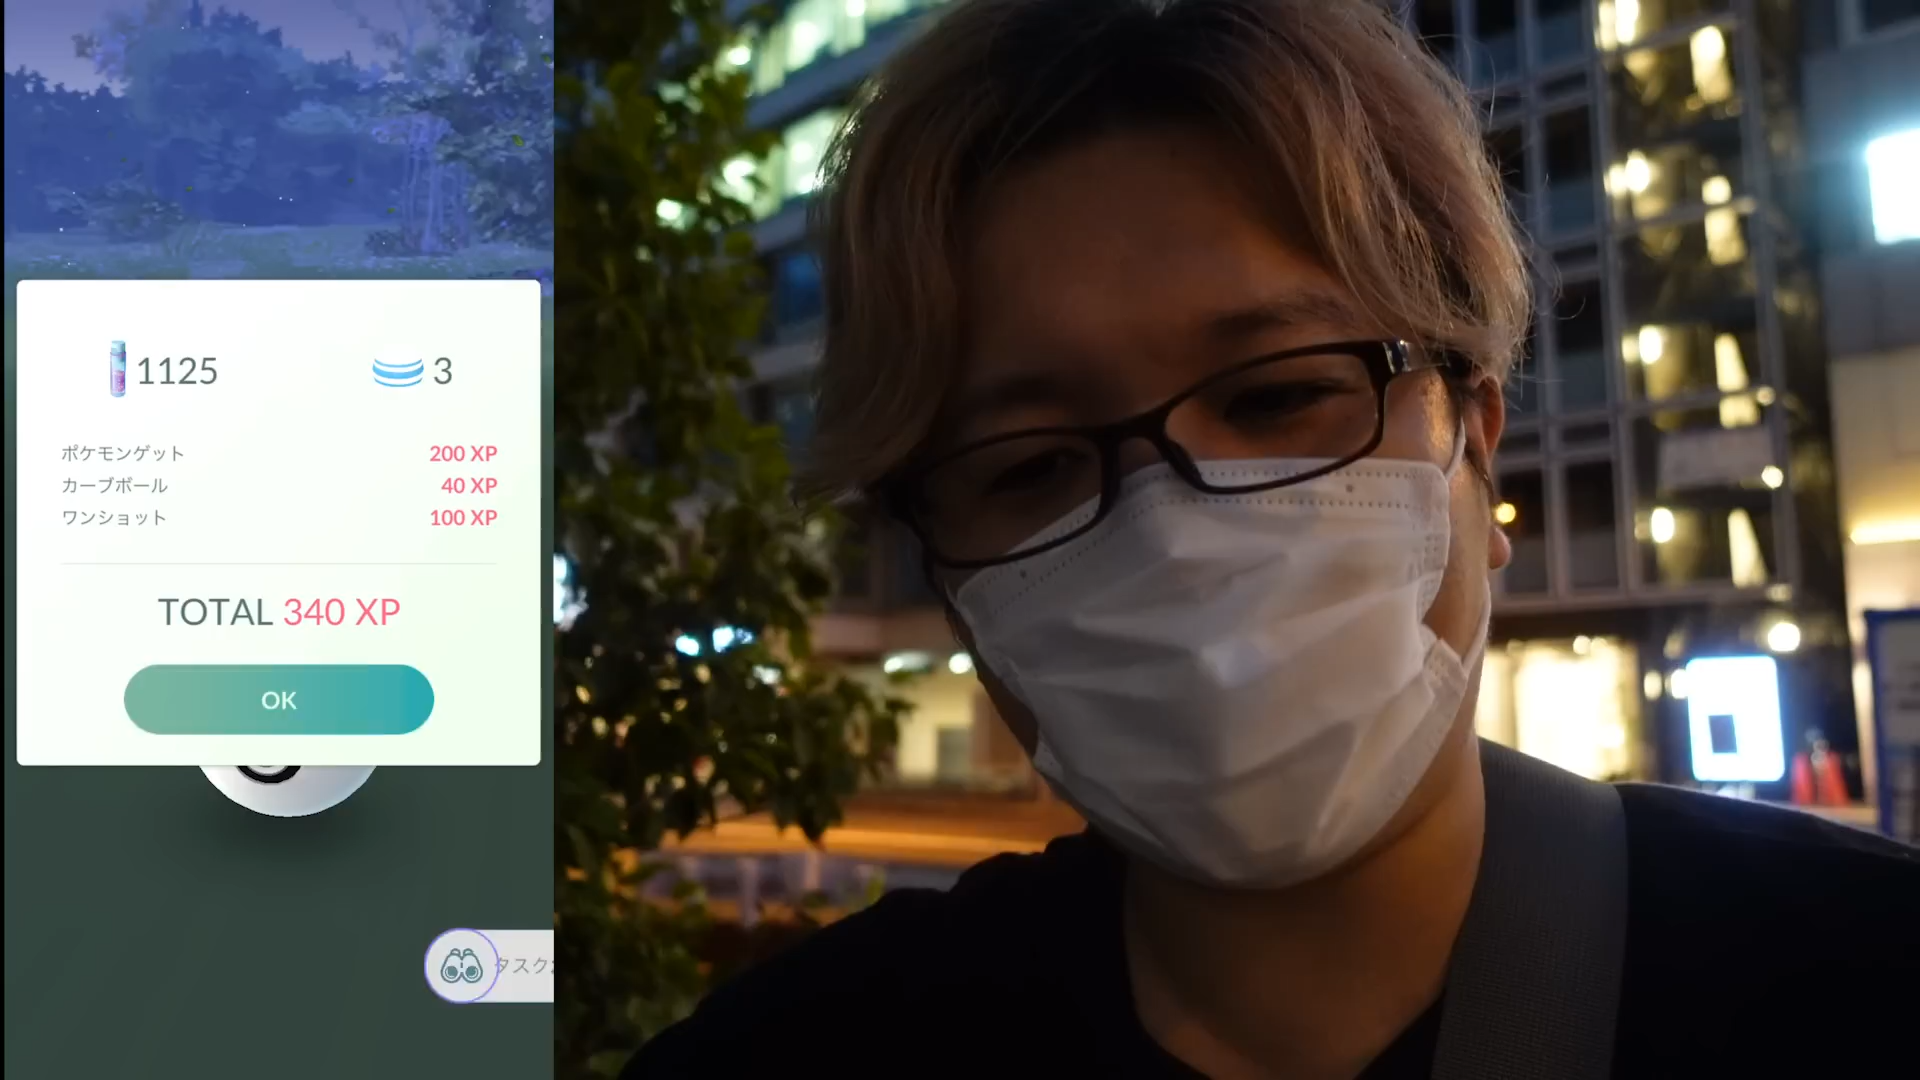 1125
3
ポケモンゲット 200 XP
カーブボール 40 XP
ワンショット 100 XP
TOTAL 340 XP
OK
タスク